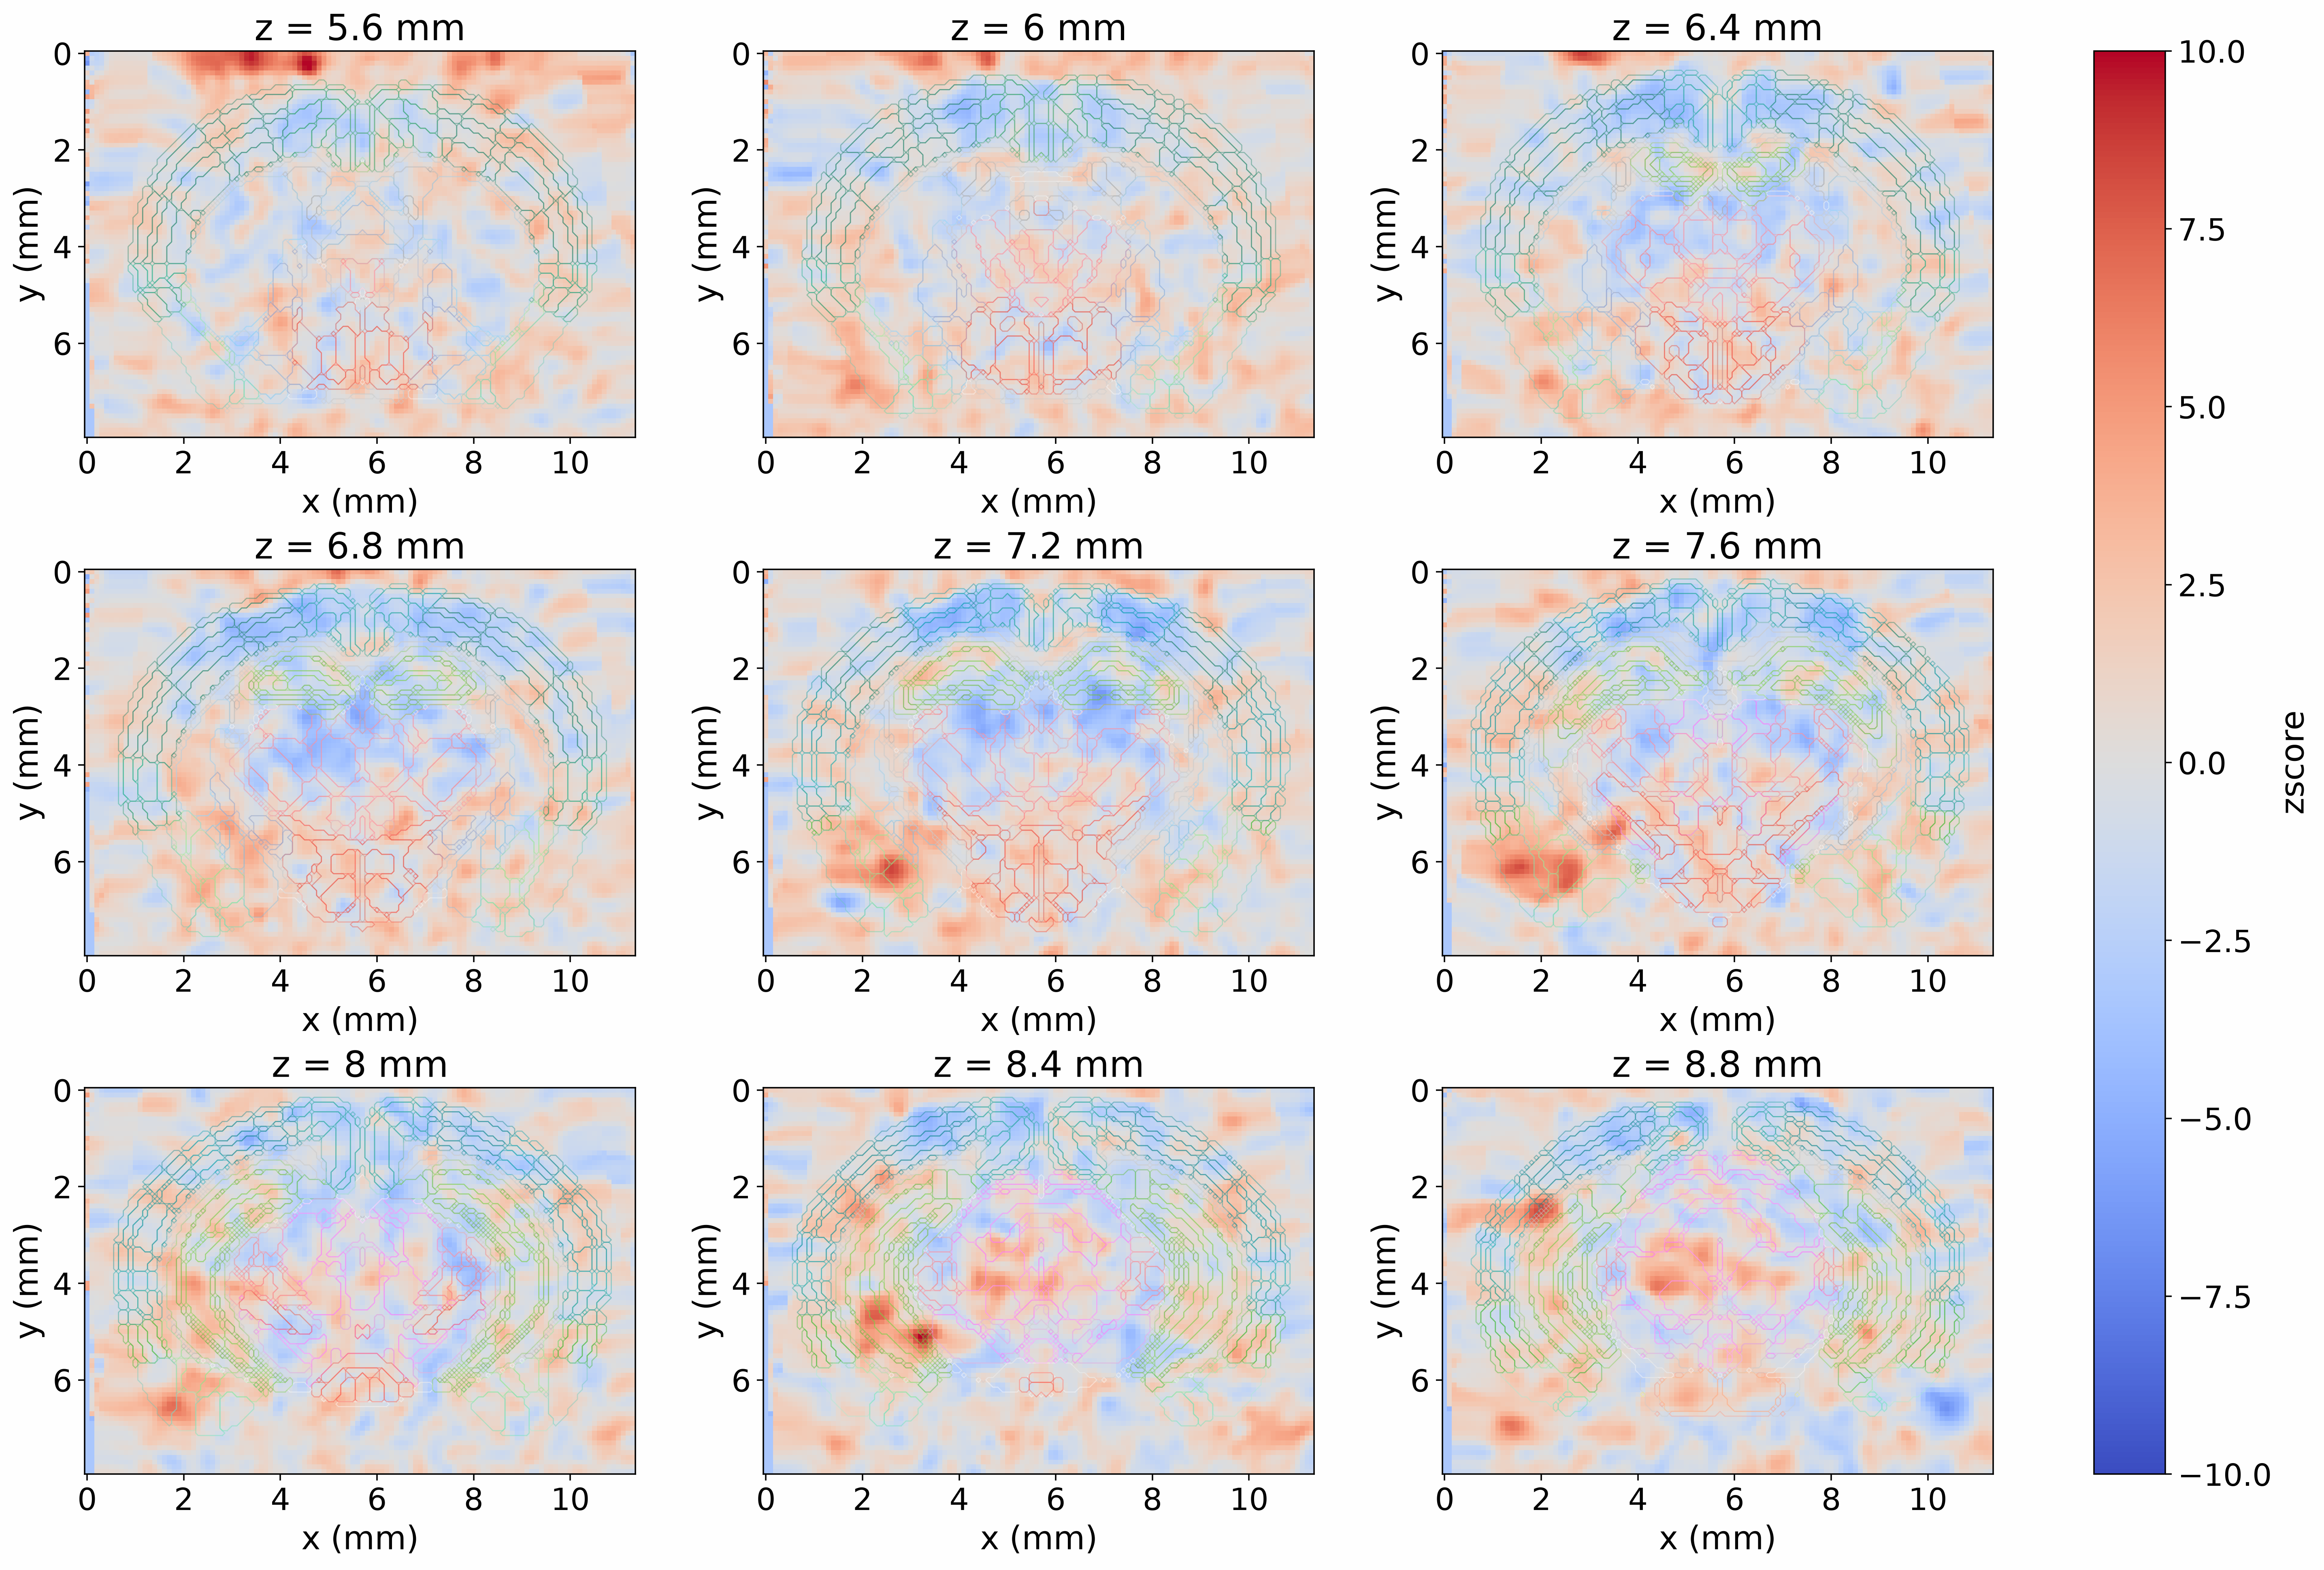 z = 5.6 mm
z = 6 mm
z = 6.4 mm
0
2
4
6
y (mm)
0 2 4 6 8 10
x (mm)
0
2
4
6
y (mm)
0 2 4 6 8 10
x (mm)
0
2
4
6
y (mm)
0 2 4 6 8 10
x (mm)
z = 6.8 mm
z = 7.2 mm
z = 7.6 mm
0
2
4
6
y (mm)
0 2 4 6 8 10
x (mm)
0
2
4
6
y (mm)
0 2 4 6 8 10
x (mm)
0
2
4
6
y (mm)
0 2 4 6 8 10
x (mm)
z = 8 mm
z = 8.4 mm
z = 8.8 mm
0
2
4
6
y (mm)
0 2 4 6 8 10
x (mm)
0
2
4
6
y (mm)
0 2 4 6 8 10
x (mm)
0
2
4
6
y (mm)
0 2 4 6 8 10
x (mm)
10.0
7.5
5.0
2.5
0.0
−2.5
−5.0
−7.5
−10.0
zscore